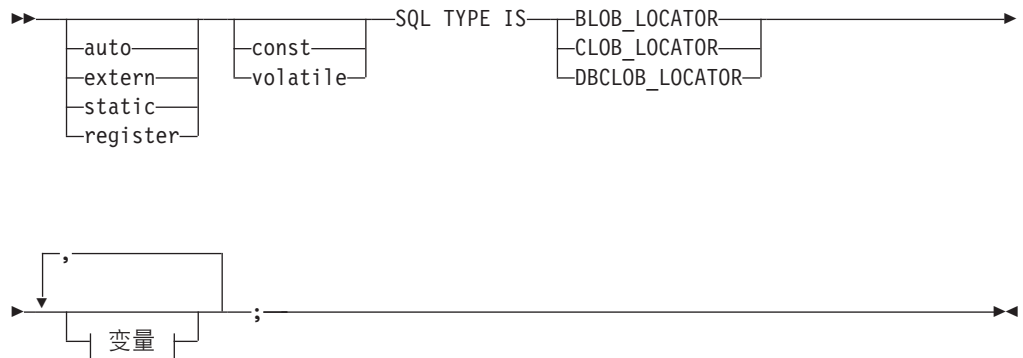 SQL TYPE IS
BLOB_LOCATOR
auto
const
CLOB_LOCATOR
extern
volatile
DBCLOB_LOCATOR
static
register
,
;
变量